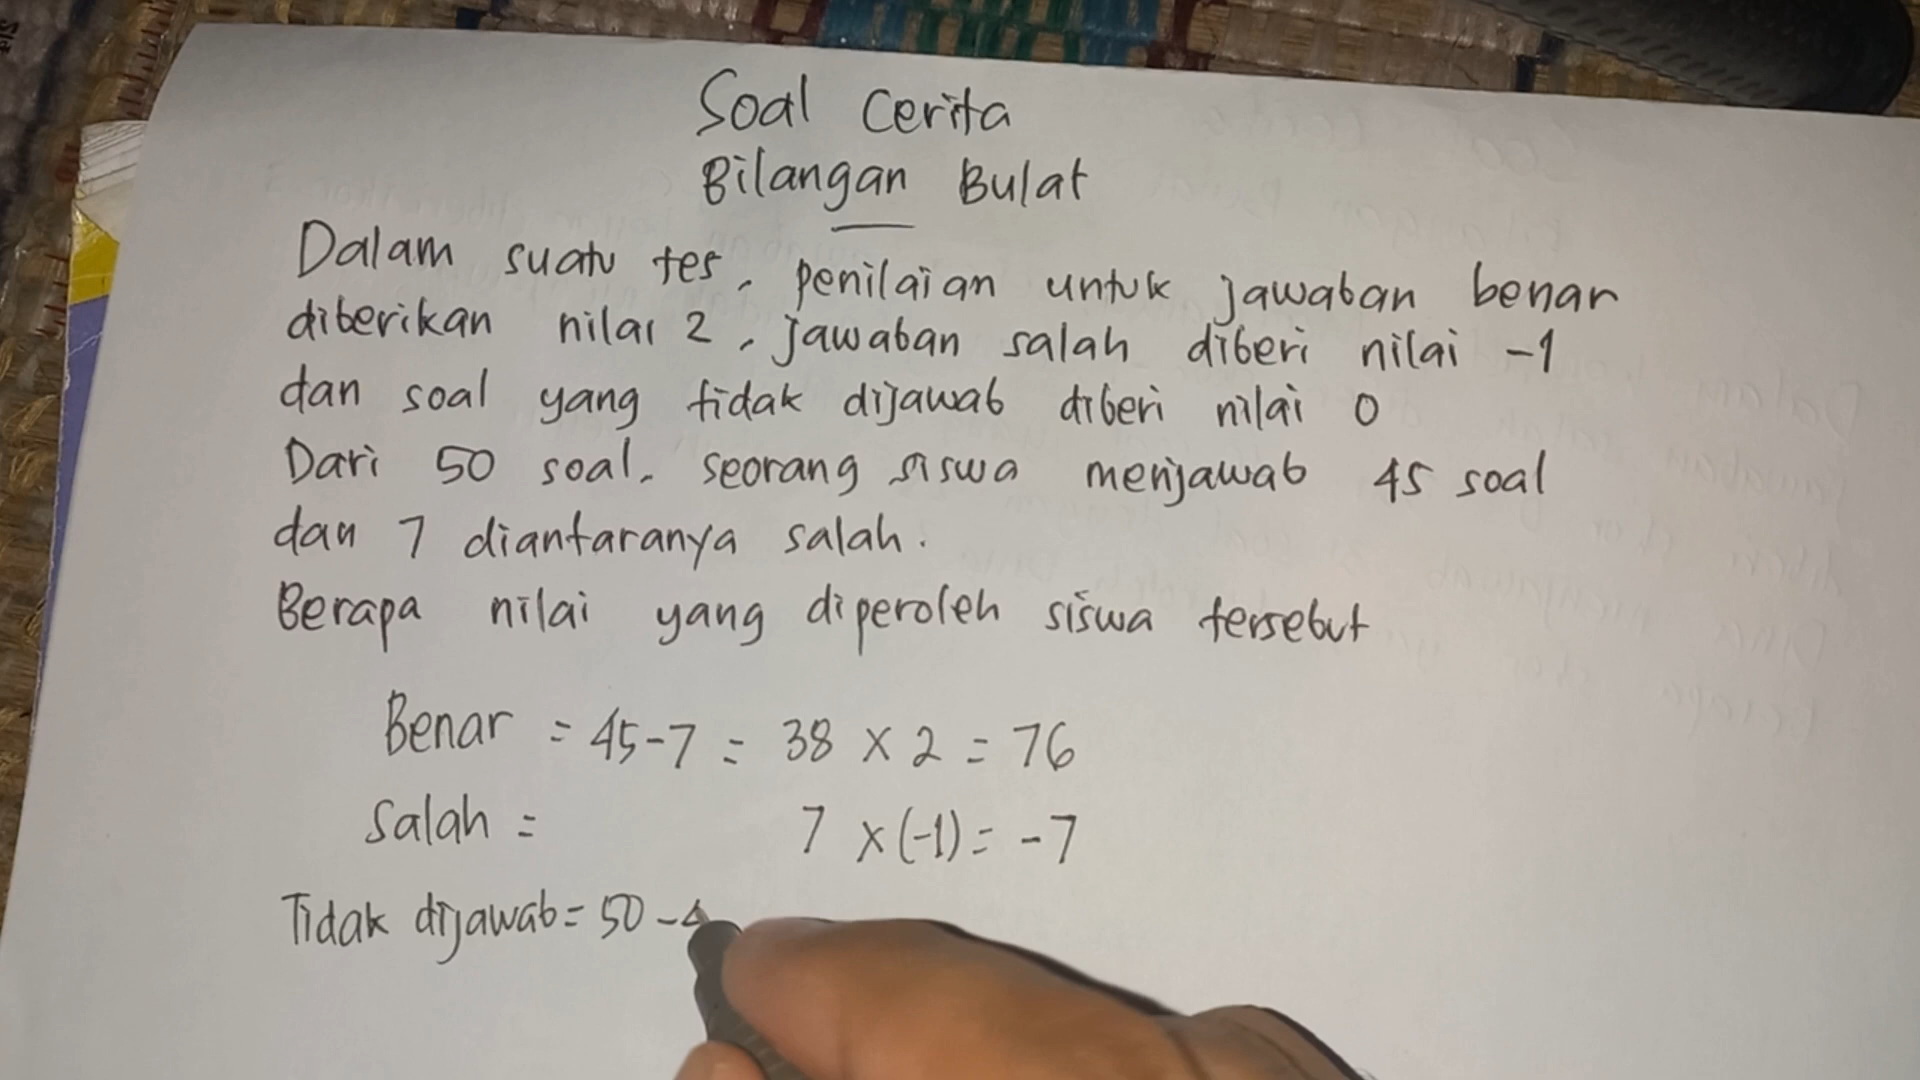 Soal Cerita
Bilangan Bulat
Dalam suatu tes, penilaian untuk jawaban benar
diberikan nilai 2, jawaban salah diberi nilai -1
dan soal yang tidak dijawab diberi nilai 0
Dari 50 soal, seorang siswa menjawab 45 soal
dan 7 diantaranya salah.
Berapa nilai yang diperoleh siswa tersebut
Benar = 45-7 = 38 x 2 = 76
Salah = 7 x (-1) = -7
Tidak dijawab = 50 - 4